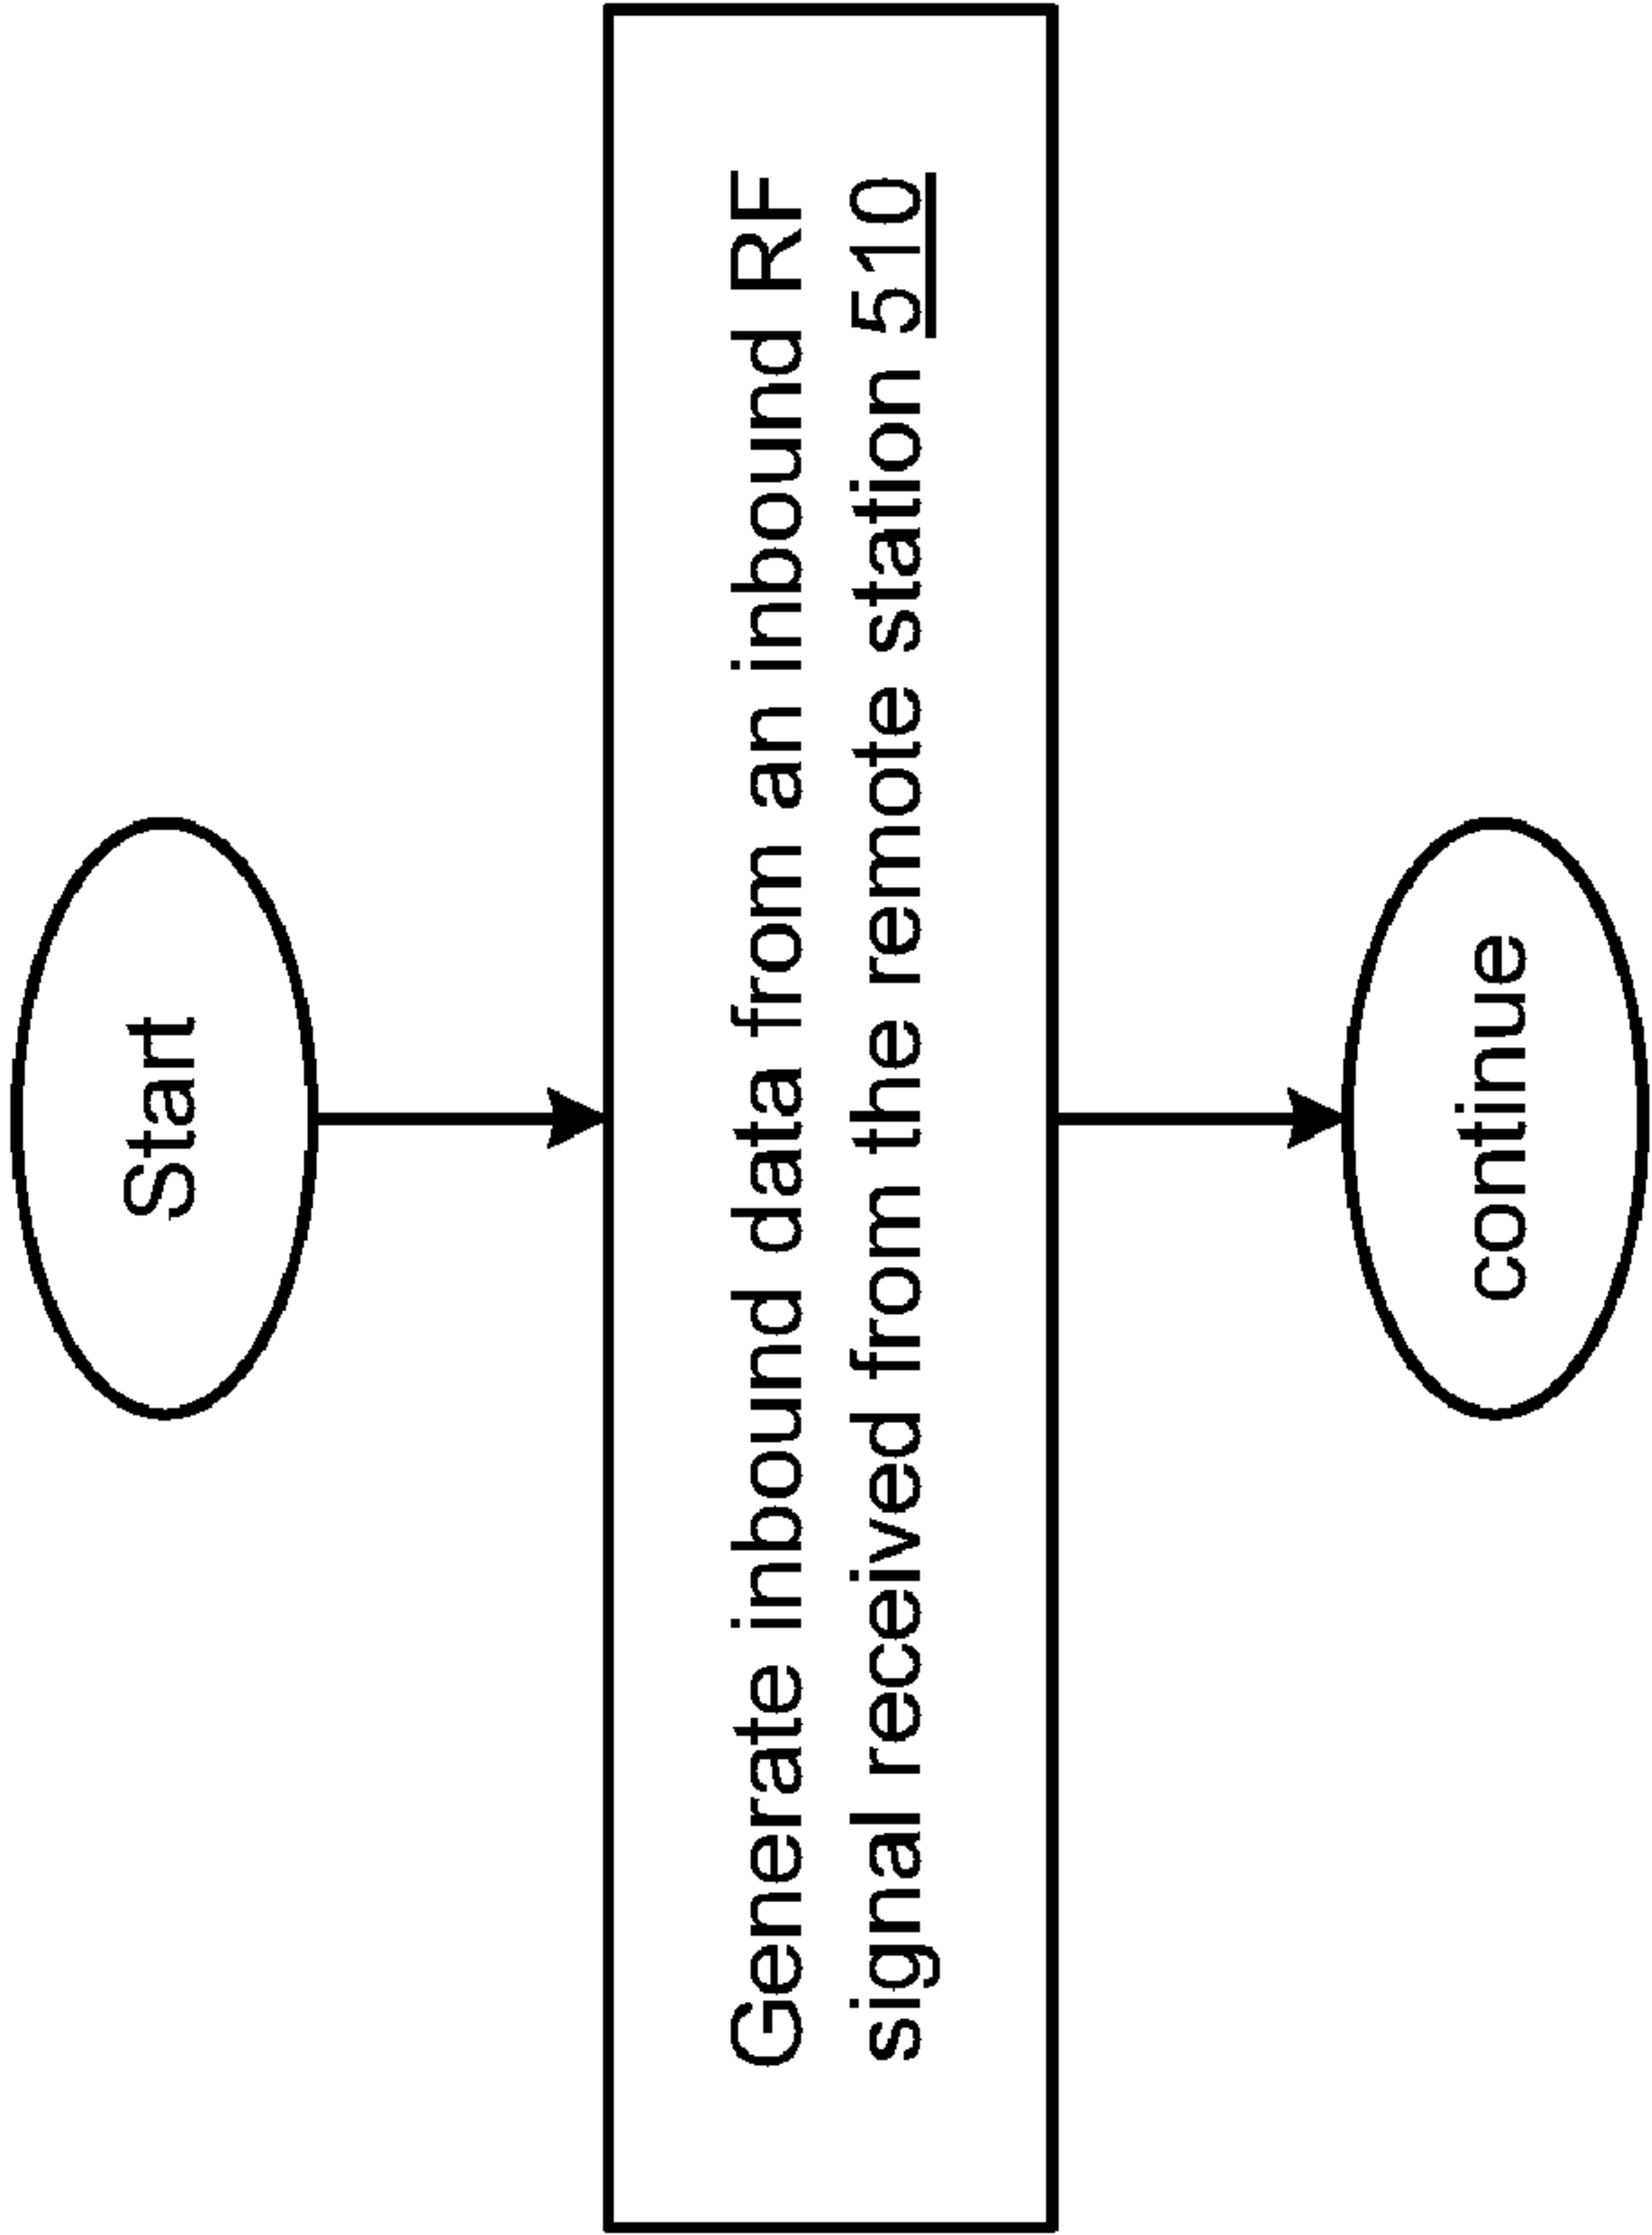 Start
Generate inbound data from an inbound RF
signal received from the remote station 510
continue